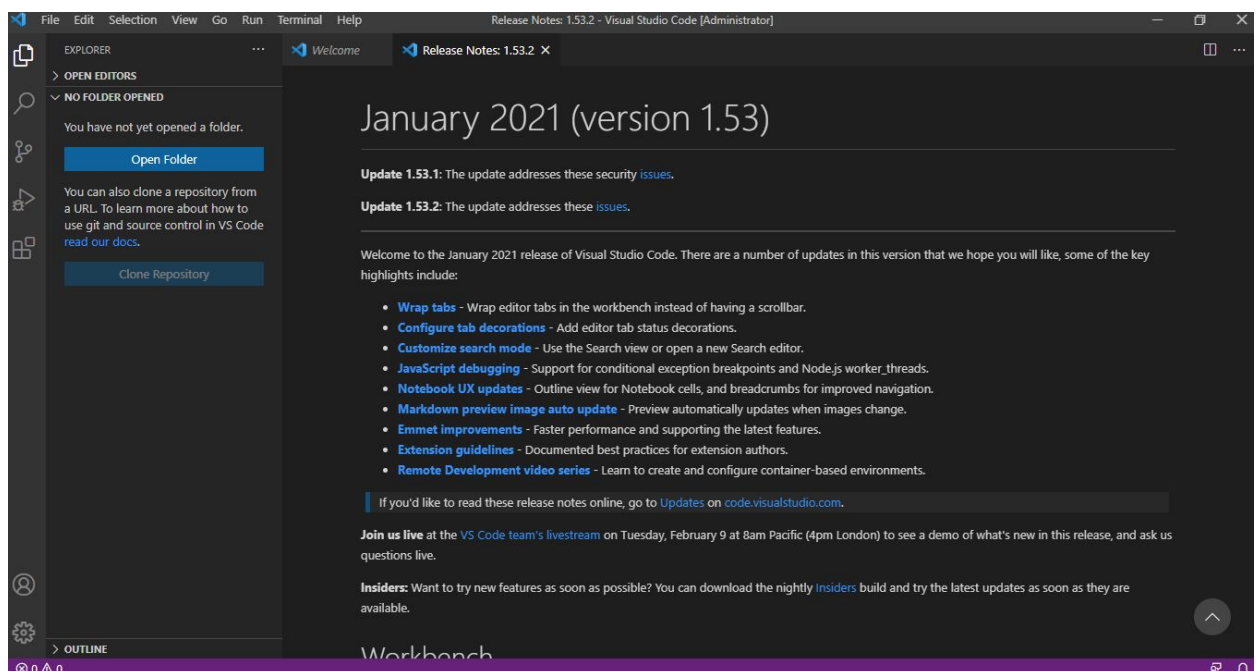 File Edit Selection View Go Run Terminal Help Release Notes: 1.53.2 - Visual Studio Code [Administrator]
EXPLORER
Welcome
Release Notes: 1.53.2
OPEN EDITORS
NO FOLDER OPENED
You have not yet opened a folder.
Open Folder
You can also clone a repository from
a URL. To learn more about how to
use git and source control in VS Code
read our docs.
Clone Repository
OUTLINE
January 2021 (version 1.53)
Update 1.53.1: The update addresses these security issues.
Update 1.53.2: The update addresses these issues.
Welcome to the January 2021 release of Visual Studio Code. There are a number of updates in this version that we hope you will like, some of the key
highlights include:
• Wrap tabs - Wrap editor tabs in the workbench instead of having a scrollbar.
• Configure tab decorations - Add editor tab status decorations.
• Customize search mode - Use the Search view or open a new Search editor.
• JavaScript debugging - Support for conditional exception breakpoints and Node.js worker_threads.
• Notebook UX updates - Outline view for Notebook cells, and breadcrumbs for improved navigation.
• Markdown preview image auto update - Preview automatically updates when images change.
• Emmet improvements - Faster performance and supporting the latest features.
• Extension guidelines - Documented best practices for extension authors.
• Remote Development video series - Learn to create and configure container-based environments.
If you'd like to read these release notes online, go to Updates on code.visualstudio.com.
Join us live at the VS Code team's livestream on Tuesday, February 9 at 8am Pacific (4pm London) to see a demo of what's new in this release, and ask us
questions live.
Insiders: Want to try new features as soon as possible? You can download the nightly Insiders build and try the latest updates as soon as they are
available.
Workbench
0 0